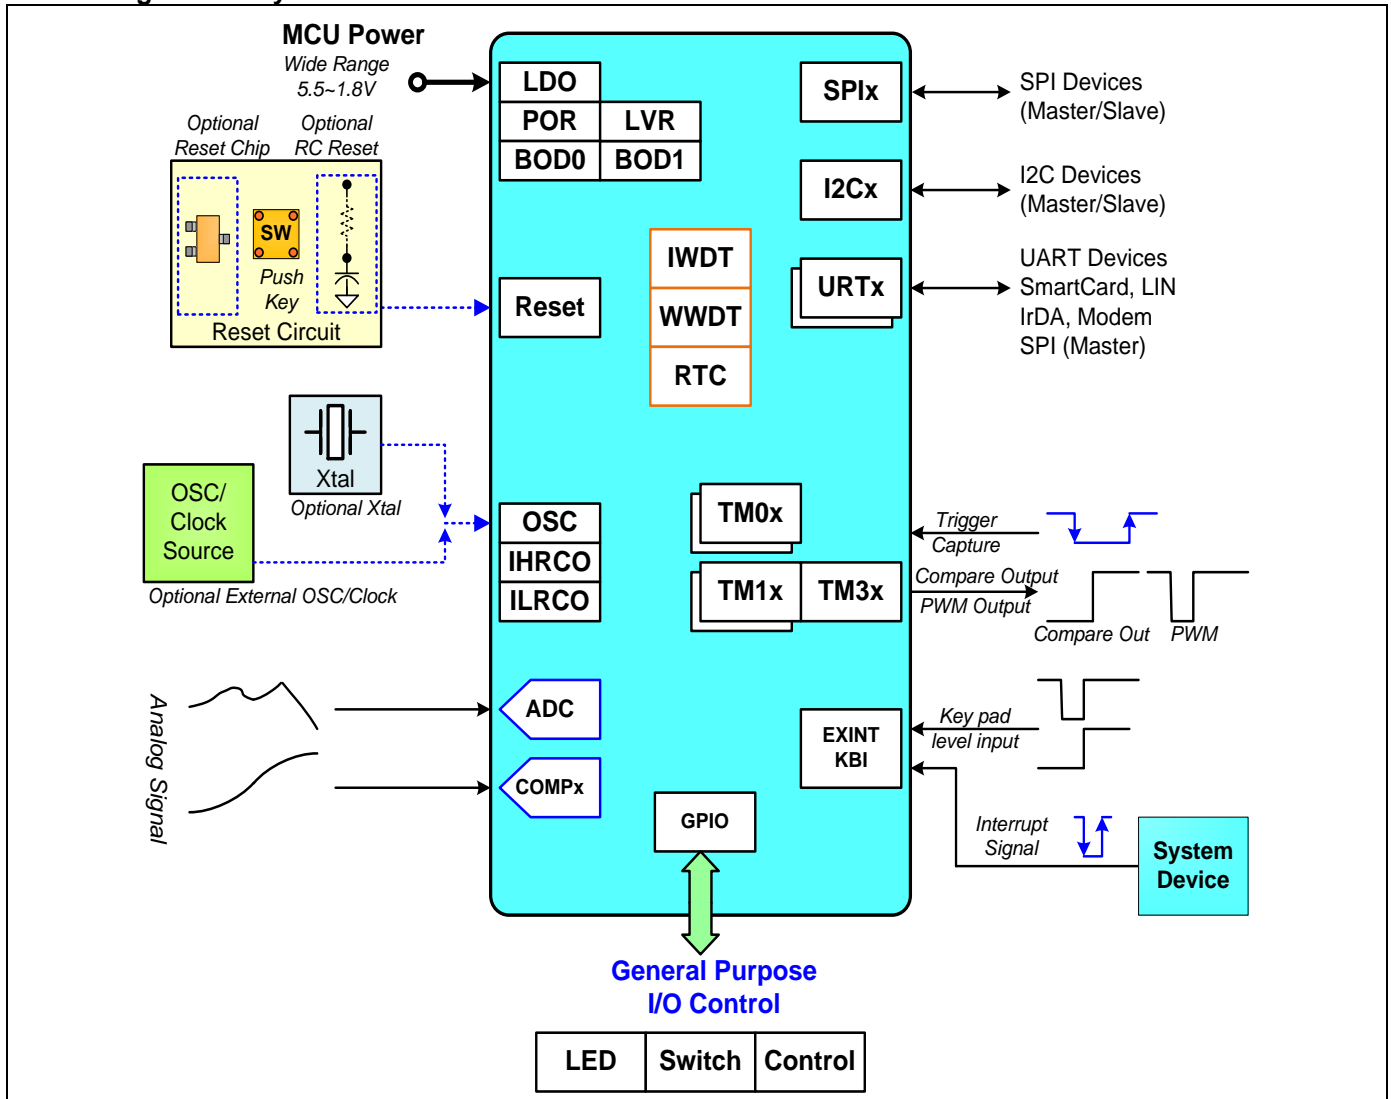 MCU Power
Wide Range
5.5~1.8V
Optional
Reset Chip
Optional
RC Reset
SW
Push
Key
Reset Circuit
LDO
POR
LVR
BOD0
BOD1
Reset
IWDT
WWDT
RTC
SPIx
SPI Devices
(Master/Slave)
I2Cx
I2C Devices
(Master/Slave)
URTx
UART Devices
SmartCard, LIN
IrDA, Modem
SPI (Master)
Xtal
Optional Xtal
OSC/
Clock
Source
Optional External OSC/Clock
OSC
IHRCO
ILRCO
TM0x
TM1x
TM3x
Trigger
Capture
Compare Output
PWM Output
Compare Out
PWM
Analog Signal
ADC
COMPx
EXINT
KBI
Key pad
level input
Interrupt
Signal
System
Device
GPIO
General Purpose
I/O Control
LED
Switch
Control